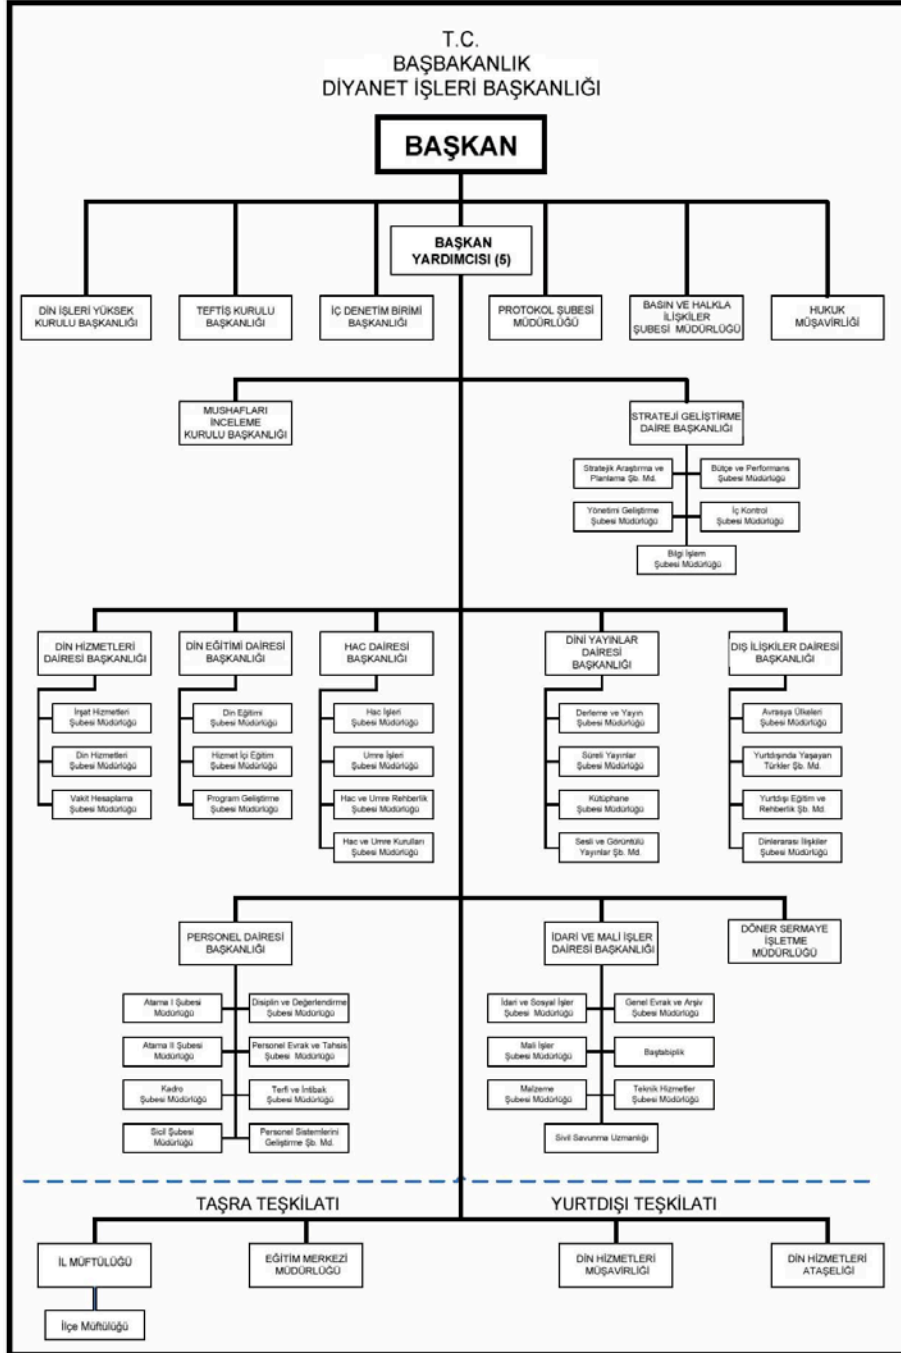 T.C.
BAŞBAKANLIK
DİYANET İŞLERİ BAŞKANLIĞI
BAŞKAN
BAŞKAN
YARDIMCISI (5)
DİN İŞLERİ YÜKSEK
KURULU BAŞKANLIĞI
TEFTİŞ KURULU
BAŞKANLIĞI
İÇ DENETİM BİRİMİ
BAŞKANLIĞI
PROTOKOL ŞUBESİ
MÜDÜRLÜĞÜ
BASIN VE HALKLA
İLİŞKİLER
ŞUBESİ MÜDÜRLÜĞÜ
HUKUK
MÜŞAVİRLİĞİ
MUSHAFLARI
İNCELEME
KURULU BAŞKANLIĞI
STRATEJİ GELİŞTİRME
DAİRE BAŞKANLIĞI
Stratejik Araştırma ve
Planlama Şb. Md.
Bütçe ve Performans
Şubesi Müdürlüğü
Yönetimi Geliştirme
Şubesi Müdürlüğü
İç Kontrol
Şubesi Müdürlüğü
Bilgi İşlem
Şubesi Müdürlüğü
DİN HİZMETLERİ
DAİRESİ BAŞKANLIĞI
İrşat Hizmetleri
Şubesi Müdürlüğü
Din Hizmetleri
Şubesi Müdürlüğü
Vakit Hesaplama
Şubesi Müdürlüğü
DİN EĞİTİMİ DAİRESİ
BAŞKANLIĞI
Din Eğitimi
Şubesi Müdürlüğü
Hizmet İçi Eğitim
Şubesi Müdürlüğü
Program Geliştirme
Şubesi Müdürlüğü
HAC DAİRESİ
BAŞKANLIĞI
Hac İşleri
Şubesi Müdürlüğü
Umre İşleri
Şubesi Müdürlüğü
Hac ve Umre Rehberlik
Şubesi Müdürlüğü
Hac ve Umre Kurulları
Şubesi Müdürlüğü
DİNİ YAYINLAR
DAİRESİ
BAŞKANLIĞI
Derleme ve Yayın
Şubesi Müdürlüğü
Süreli Yayınlar
Şubesi Müdürlüğü
Kütüphane
Şubesi Müdürlüğü
Sesli ve Görüntülü
Yayınlar Şb. Md.
DIŞ İLİŞKİLER DAİRESİ
BAŞKANLIĞI
Avrasya Ülkeleri
Şubesi Müdürlüğü
Yurtdışında Yaşayan
Türkler Şb. Md.
Yurtdışı Eğitim ve
Rehberlik Şb. Md.
Dinlerarası İlişkiler
Şubesi Müdürlüğü
PERSONEL DAİRESİ
BAŞKANLIĞI
Atama I Şubesi
Müdürlüğü
Disiplin ve Değerlendirme
Şubesi Müdürlüğü
Atama II Şubesi
Müdürlüğü
Personel Evrak ve Tahsis
Şubesi Müdürlüğü
Kadro
Şubesi Müdürlüğü
Terfi ve İntibak
Şubesi Müdürlüğü
Sicil Şubesi
Müdürlüğü
Personel Sistemlerini
Geliştirme Şb. Md.
İDARİ VE MALİ İŞLER
DAİRESİ BAŞKANLIĞI
İdari ve Sosyal İşler
Şubesi Müdürlüğü
Genel Evrak ve Arşiv
Şubesi Müdürlüğü
Mali İşler
Şubesi Müdürlüğü
Baştabiplik
Malzeme
Şubesi Müdürlüğü
Teknik Hizmetler
Şubesi Müdürlüğü
Sivil Savunma Uzmanlığı
DÖNER SERMAYE
İŞLETME
MÜDÜRLÜĞÜ
TAŞRA TEŞKİLATI
YURTDIŞI TEŞKİLATI
İL MÜFTÜLÜĞÜ
EĞİTİM MERKEZİ
MÜDÜRLÜĞÜ
DİN HİZMETLERİ
MÜŞAVİRLİĞİ
DİN HİZMETLERİ
ATAŞELİĞİ
İlçe Müftülüğü